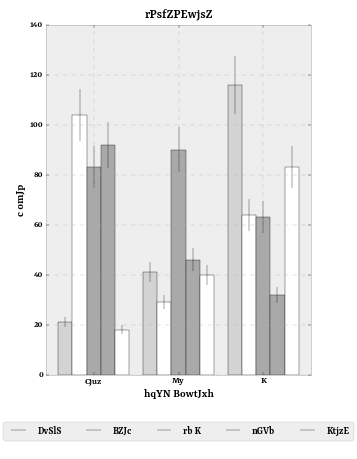 rPsfZPEwjsZ
c omJp
140
120
100
80
60
40
20
0
Cjuz My K
hqYN BowtJxh
DvSlS BZJc rb K nGVb KtjzE